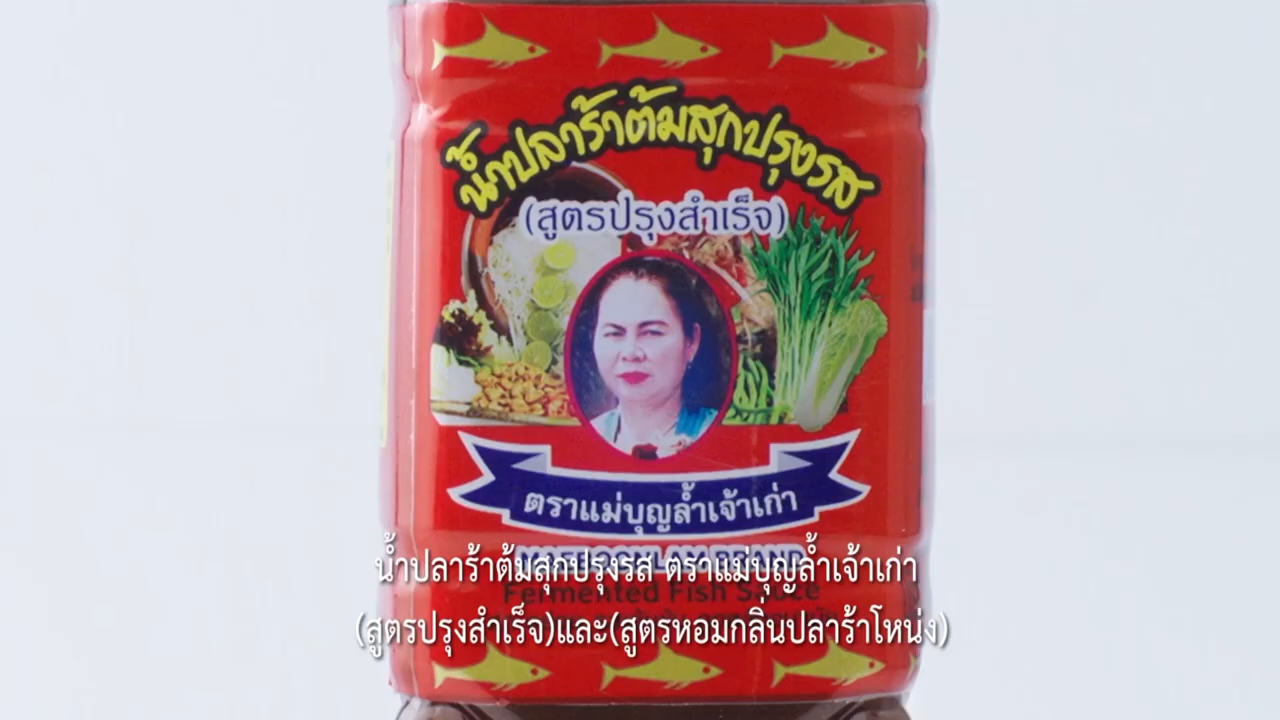 น้ำปลาร้าต้มสุกปรุงรส
(สูตรปรุงสำเร็จ)
ตราแม่บุญล้ำเจ้าเก่า
MAEBOONLAM BRAND
น้ำปลาร้าต้มสุกปรุงรส ตราแม่บุญล้ำเจ้าเก่า
Fermented Fish Sauce
(สูตรปรุงสำเร็จ)และ(สูตรหอมกลิ่นปลาร้าโหน่ง)